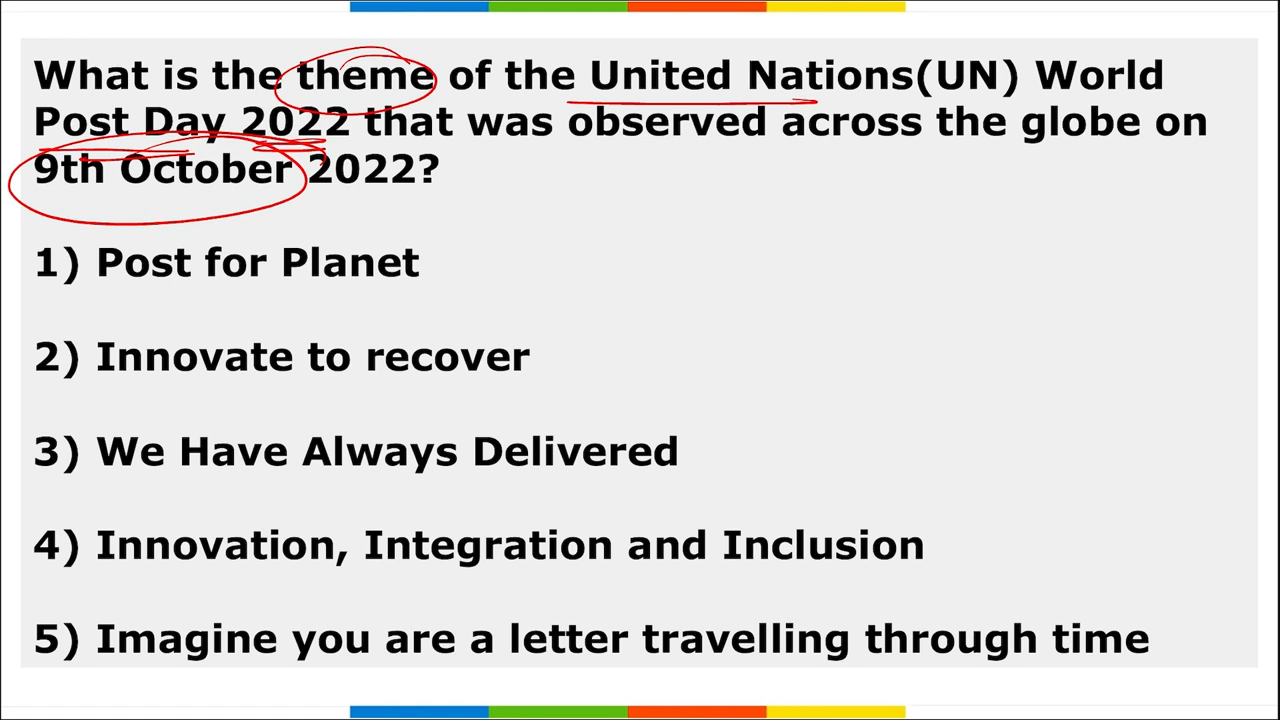 What is the theme of the United Nations(UN) World
Post Day 2022 that was observed across the globe on
9th October 2022?
1) Post for Planet
2) Innovate to recover
3) We Have Always Delivered
4) Innovation, Integration and Inclusion
5) Imagine you are a letter travelling through time